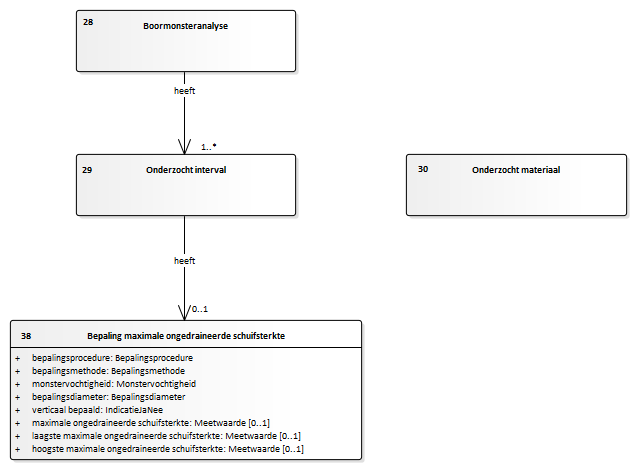 28 Boormonsteranalyse
heeft
1..*
29 Onderzocht interval
30 Onderzocht materiaal
heeft
0..1
38 Bepaling maximale ongedraineerde schuifsterkte
+ bepalingsprocedure: Bepalingsprocedure
+ bepalingsmethode: Bepalingsmethode
+ monstervochtigheid: Monstervochtigheid
+ bepalingsdiameter: Bepalingsdiameter
+ verticaal bepaald: IndicatieJaNee
+ maximale ongedraineerde schuifsterkte: Meetwaarde [0..1]
+ laagste maximale ongedraineerde schuifsterkte: Meetwaarde [0..1]
+ hoogste maximale ongedraineerde schuifsterkte: Meetwaarde [0..1]